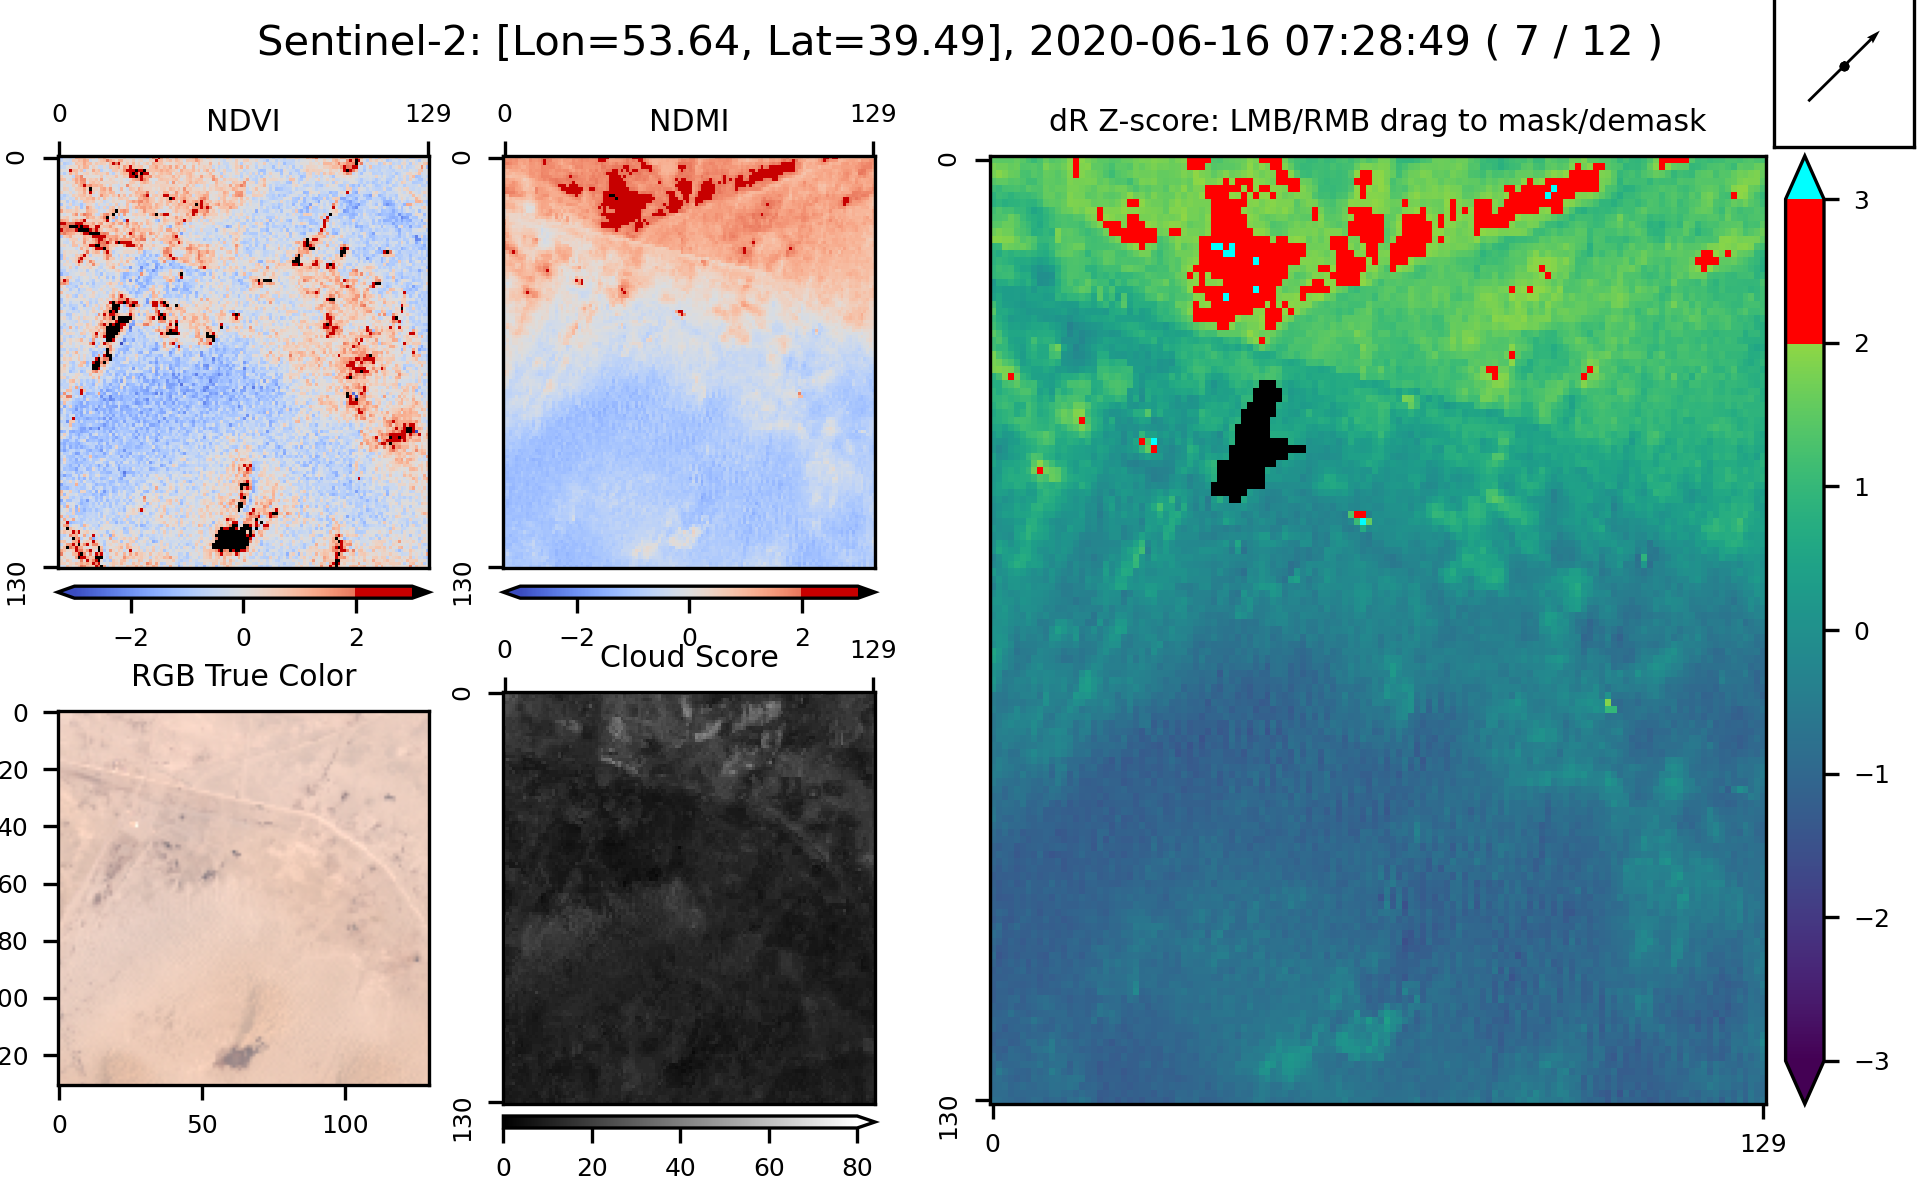 Sentinel-2: [Lon=53.64, Lat=39.49], 2020-06-16 07:28:49 ( 7 / 12 )
0 NDVI 129
0
130
−2 0 2
0 NDMI 129
0
130
−2 0 2
dR Z-score: LMB/RMB drag to mask/demask
0
130
0 129
3
2
1
0
−1
−2
−3
RGB True Color
0
20
40
60
80
00
20
0 50 100
0 Cloud Score 129
0
130
0 20 40 60 80